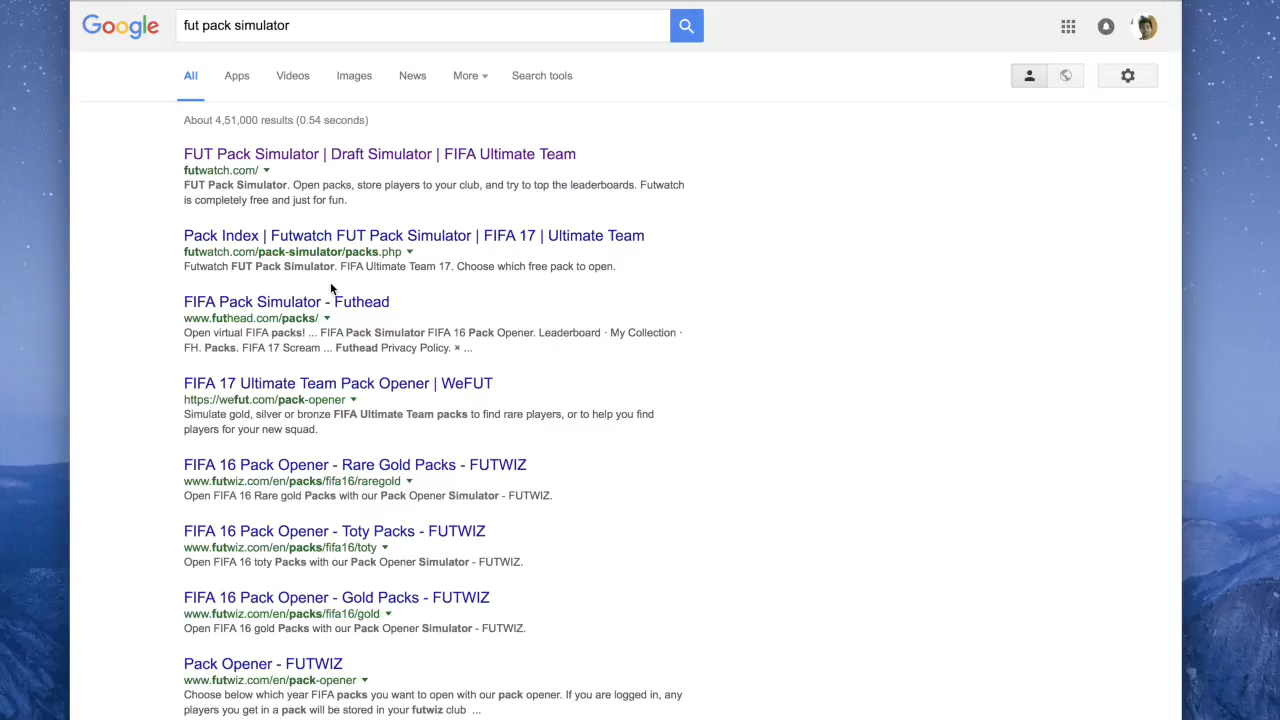 Google
fut pack simulator
All Apps Videos Images News More Search tools
About 4,51,000 results (0.54 seconds)
FUT Pack Simulator | Draft Simulator | FIFA Ultimate Team
futwatch.com/
FUT Pack Simulator. Open packs, store players to your club, and try to top the leaderboards. Futwatch
is completely free and just for fun.
Pack Index | Futwatch FUT Pack Simulator | FIFA 17 | Ultimate Team
futwatch.com/pack-simulator/packs.php
Futwatch FUT Pack Simulator. FIFA Ultimate Team 17. Choose which free pack to open.
FIFA Pack Simulator - Futhead
www.futhead.com/packs/
Open virtual FIFA packs! ... FIFA Pack Simulator FIFA 16 Pack Opener. Leaderboard · My Collection ·
FH. Packs. FIFA 17 Scream ... Futhead Privacy Policy. × ...
FIFA 17 Ultimate Team Pack Opener | WeFUT
https://wefut.com/pack-opener
Simulate gold, silver or bronze FIFA Ultimate Team packs to find rare players, or to help you find
players for your new squad.
FIFA 16 Pack Opener - Rare Gold Packs - FUTWIZ
www.futwiz.com/en/packs/fifa16/raregold
Open FIFA 16 Rare gold Packs with our Pack Opener Simulator - FUTWIZ.
FIFA 16 Pack Opener - Toty Packs - FUTWIZ
www.futwiz.com/en/packs/fifa16/toty
Open FIFA 16 toty Packs with our Pack Opener Simulator - FUTWIZ.
FIFA 16 Pack Opener - Gold Packs - FUTWIZ
www.futwiz.com/en/packs/fifa16/gold
Open FIFA 16 gold Packs with our Pack Opener Simulator - FUTWIZ.
Pack Opener - FUTWIZ
www.futwiz.com/en/pack-opener
Choose below which year FIFA packs you want to open with our pack opener. If you are logged in, any
players you get in a pack will be stored in your futwiz club ...